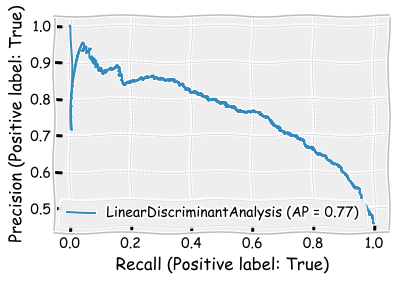 Precision (Positive label: True)
1.0
0.9
0.8
0.7
0.6
0.5
LinearDiscriminantAnalysis (AP = 0.77)
0.0 0.2 0.4 0.6 0.8 1.0
Recall (Positive label: True)